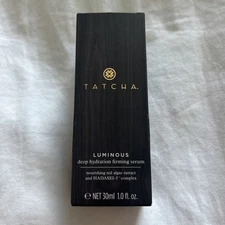 TATCHA
LUMINOUS
deep hydration firming serum
nourishing red algae extract
and HADASEI-3™ complex
℮ NET 30ml 1.0 fl. oz.